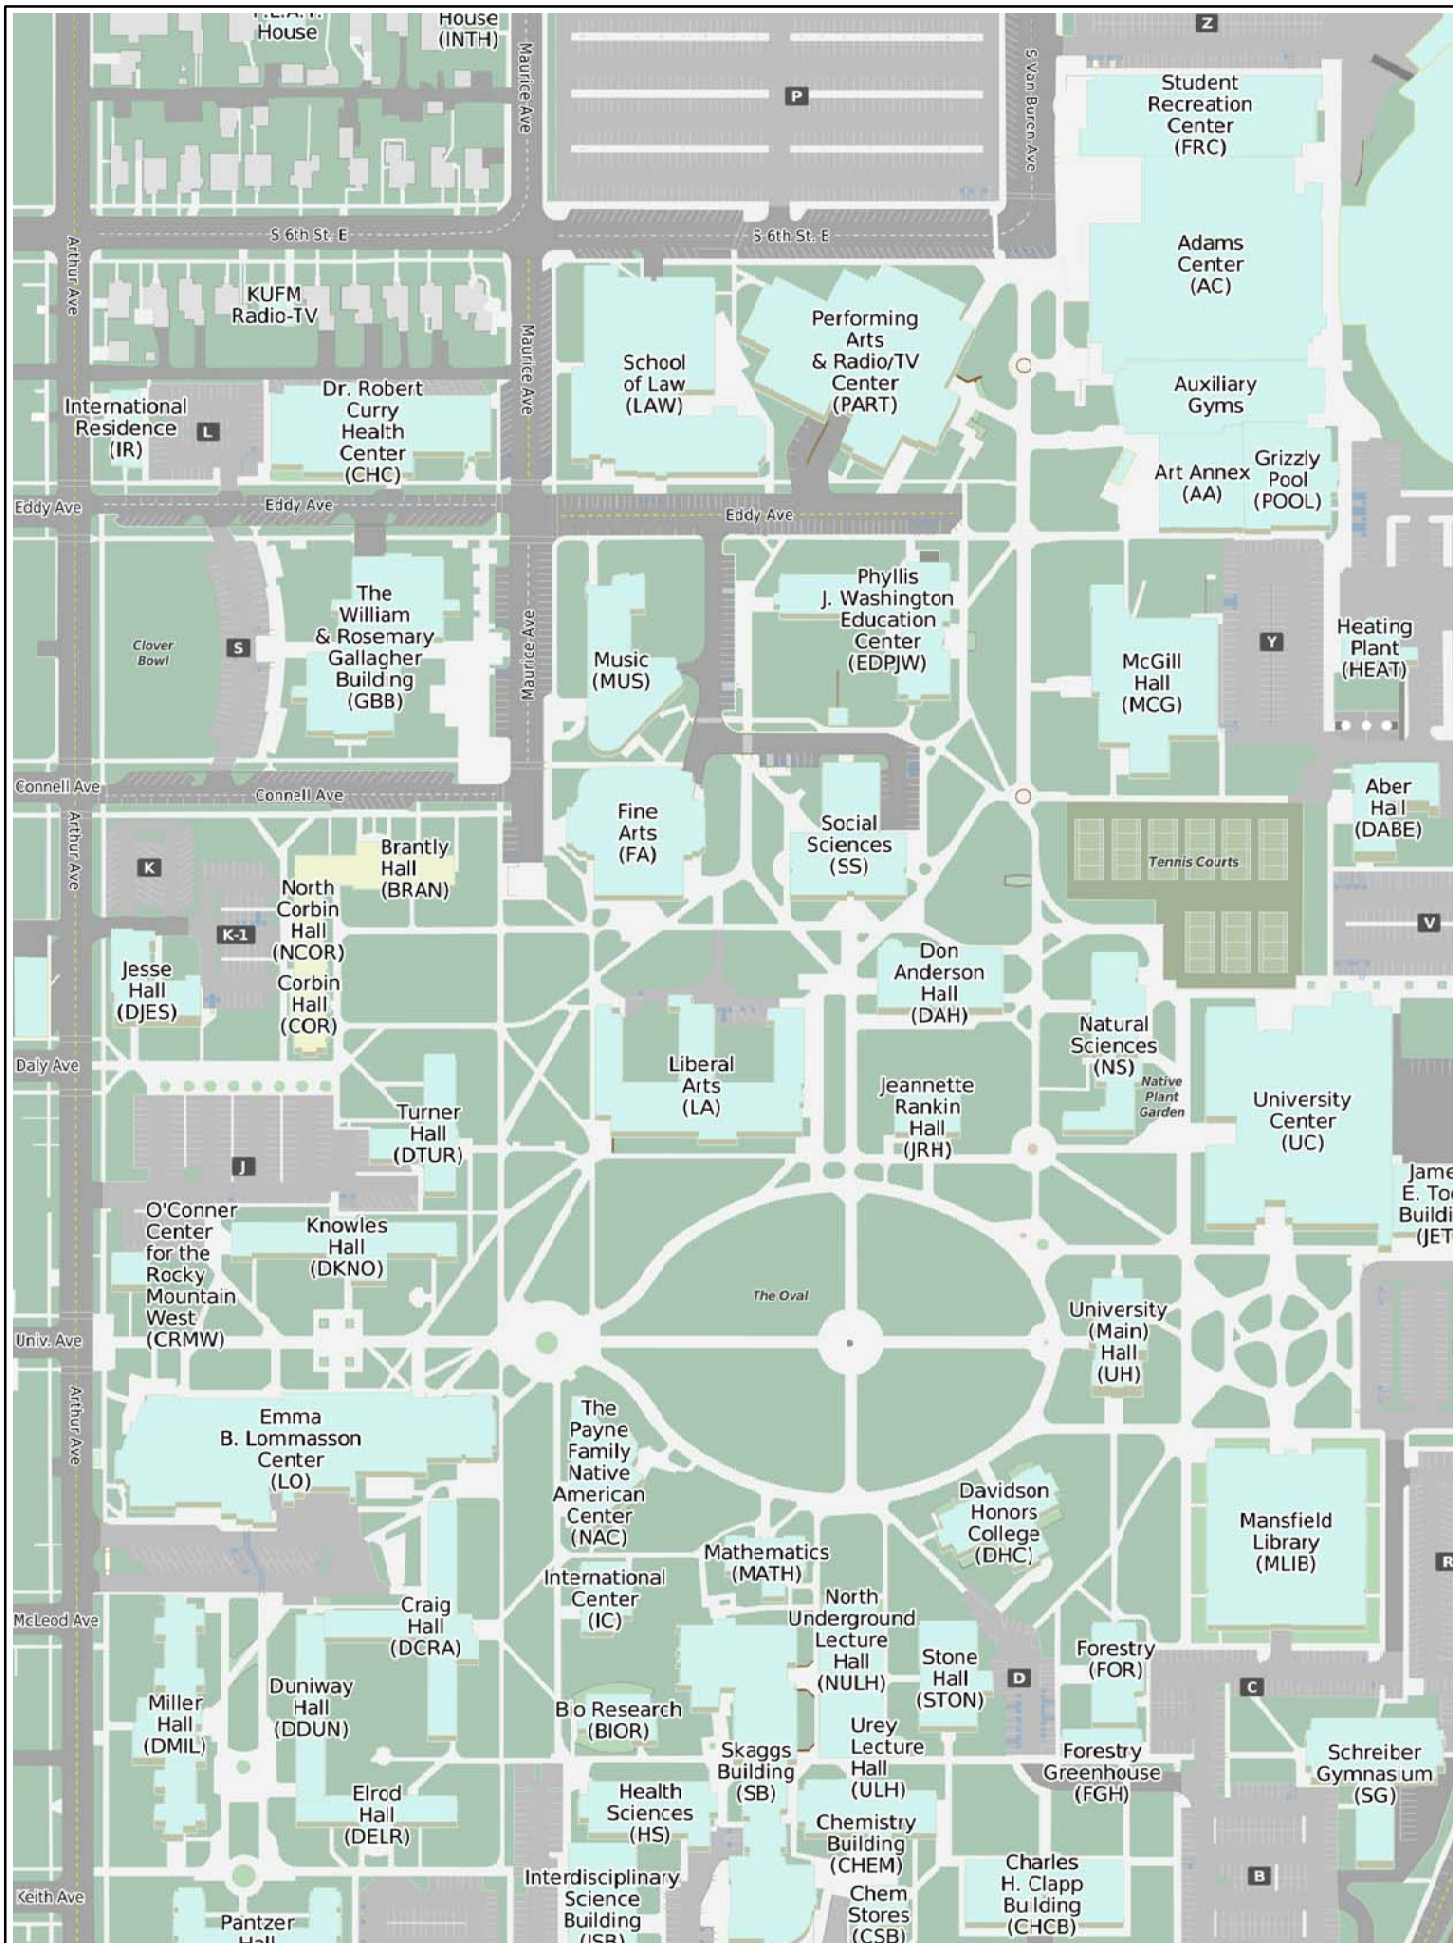 House
House
(INTH)
Maurice Ave
P
S Van Buren Ave
Z
Student
Recreation
Center
(FRC)
Arthur Ave
S 6th St. E
S 6th St. E
Adams
Center
(AC)
KUFM
Radio-TV
Maurice Ave
School
of Law
(LAW)
Performing
Arts
& Radio/TV
Center
(PART)
Auxiliary
Gyms
International
Residence
(IR)
L
Dr. Robert
Curry
Health
Center
(CHC)
Art Annex
(AA)
Grizzly
Pool
(POOL)
Eddy Ave
Eddy Ave
Eddy Ave
Clover
Bowl
S
The
William
& Rosemary
Gallagher
Building
(GBB)
Maurice Ave
Music
(MUS)
Phyllis
J. Washington
Education
Center
(EDPJW)
McGill
Hall
(MCG)
Y
Heating
Plant
(HEAT)
Connell Ave
Connell Ave
Arthur Ave
Fine
Arts
(FA)
Social
Sciences
(SS)
Tennis Courts
Aber
Hall
(DABE)
K
Brantly
Hall
(BRAN)
North
Corbin
Hall
(NCOR)
K-1
V
Jesse
Hall
(DJES)
Corbin
Hall
(COR)
Don
Anderson
Hall
(DAH)
Natural
Sciences
(NS)
Daly Ave
Liberal
Arts
(LA)
Jeannette
Rankin
Hall
(JRH)
Native
Plant
Garden
University
Center
(UC)
Turner
Hall
(DTUR)
J
Jame
E. Too
Buildi
(JET
O'Conner
Center
for the
Rocky
Mountain
West
(CRMW)
Knowles
Hall
(DKNO)
The Oval
University
(Main)
Hall
(UH)
Univ. Ave
Arthur Ave
Emma
B. Lommasson
Center
(LO)
The
Payne
Family
Native
American
Center
(NAC)
Davidson
Honors
College
(DHC)
Mansfield
Library
(MLIB)
R
Mathematics
(MATH)
International
Center
(IC)
McLeod Ave
Craig
Hall
(DCRA)
North
Underground
Lecture
Hall
(NULH)
Stone
Hall
(STON)
D
Forestry
(FOR)
C
Miller
Hall
(DMIL)
Duniway
Hall
(DDUN)
Bio Research
(BIOR)
Skaggs
Building
(SB)
Urey
Lecture
Hall
(ULH)
Forestry
Greenhouse
(FGH)
Schreiber
Gymnasium
(SG)
Elrod
Hall
(DELR)
Health
Sciences
(HS)
Chemistry
Building
(CHEM)
Keith Ave
Interdisciplinary
Science
Building
(ISB)
Chem
Stores
(CSB)
Charles
H. Clapp
Building
(CHCB)
B
Pantzer
Hall